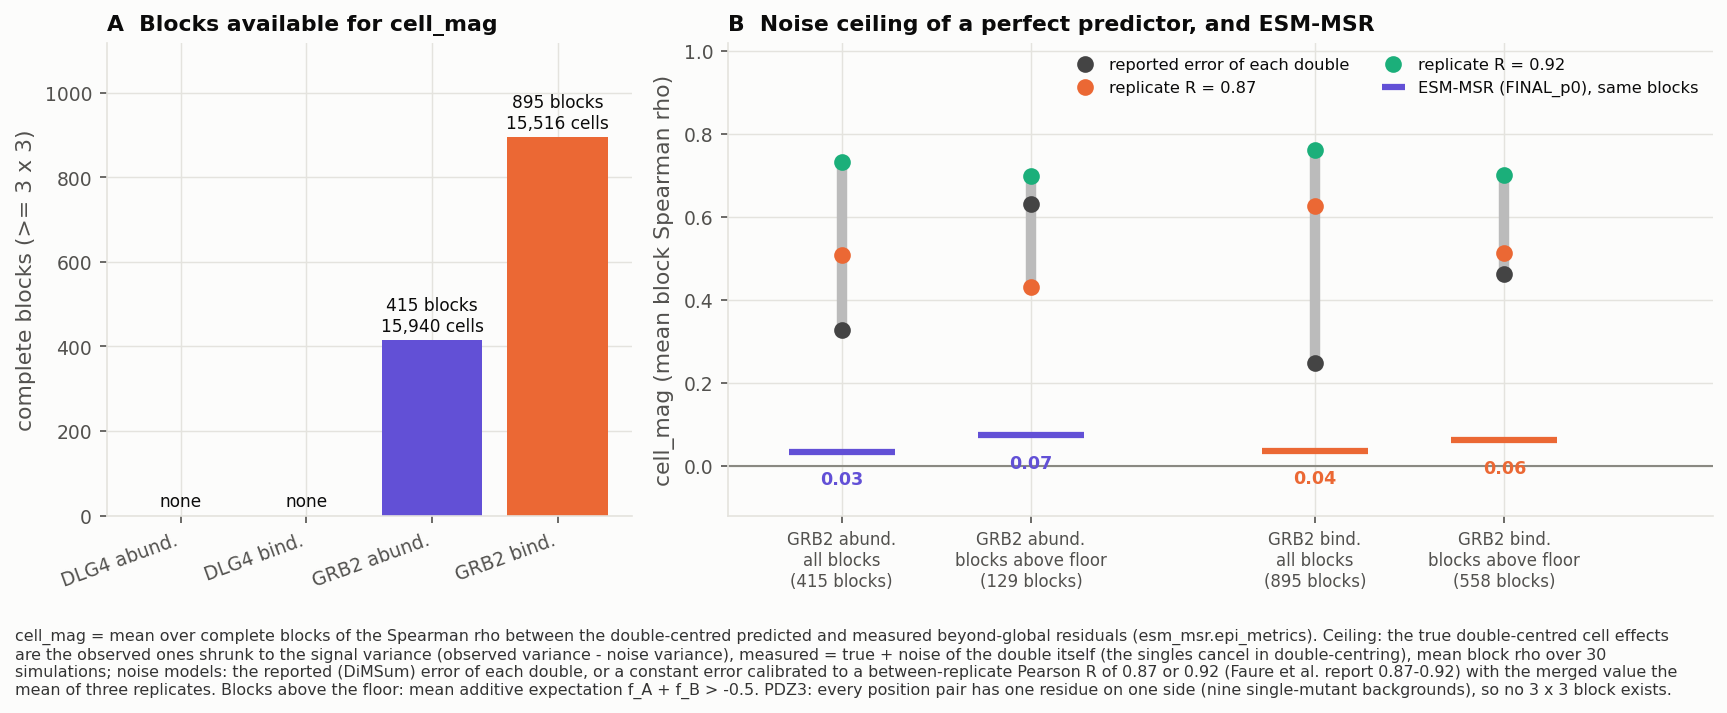 A  Blocks available for cell_mag
complete blocks (>= 3 x 3)
1000
800
600
400
200
0
none
none
415 blocks
15,940 cells
895 blocks
15,516 cells
DLG4 abund.
DLG4 bind.
GRB2 abund.
GRB2 bind.
B  Noise ceiling of a perfect predictor, and ESM-MSR
cell_mag (mean block Spearman rho)
1.0
0.8
0.6
0.4
0.2
0.0
reported error of each double
replicate R = 0.87
replicate R = 0.92
ESM-MSR (FINAL_p0), same blocks
0.03
0.07
0.04
0.06
GRB2 abund.
all blocks
(415 blocks)
GRB2 abund.
blocks above floor
(129 blocks)
GRB2 bind.
all blocks
(895 blocks)
GRB2 bind.
blocks above floor
(558 blocks)
cell_mag = mean over complete blocks of the Spearman rho between the double-centred predicted and measured beyond-global residuals (esm_msr.epi_metrics). Ceiling: the true double-centred cell effects
are the observed ones shrunk to the signal variance (observed variance - noise variance), measured = true + noise of the double itself (the singles cancel in double-centring), mean block rho over 30
simulations; noise models: the reported (DiMSum) error of each double, or a constant error calibrated to a between-replicate Pearson R of 0.87 or 0.92 (Faure et al. report 0.87-0.92) with the merged value the
mean of three replicates. Blocks above the floor: mean additive expectation f_A + f_B > -0.5. PDZ3: every position pair has one residue on one side (nine single-mutant backgrounds), so no 3 x 3 block exists.